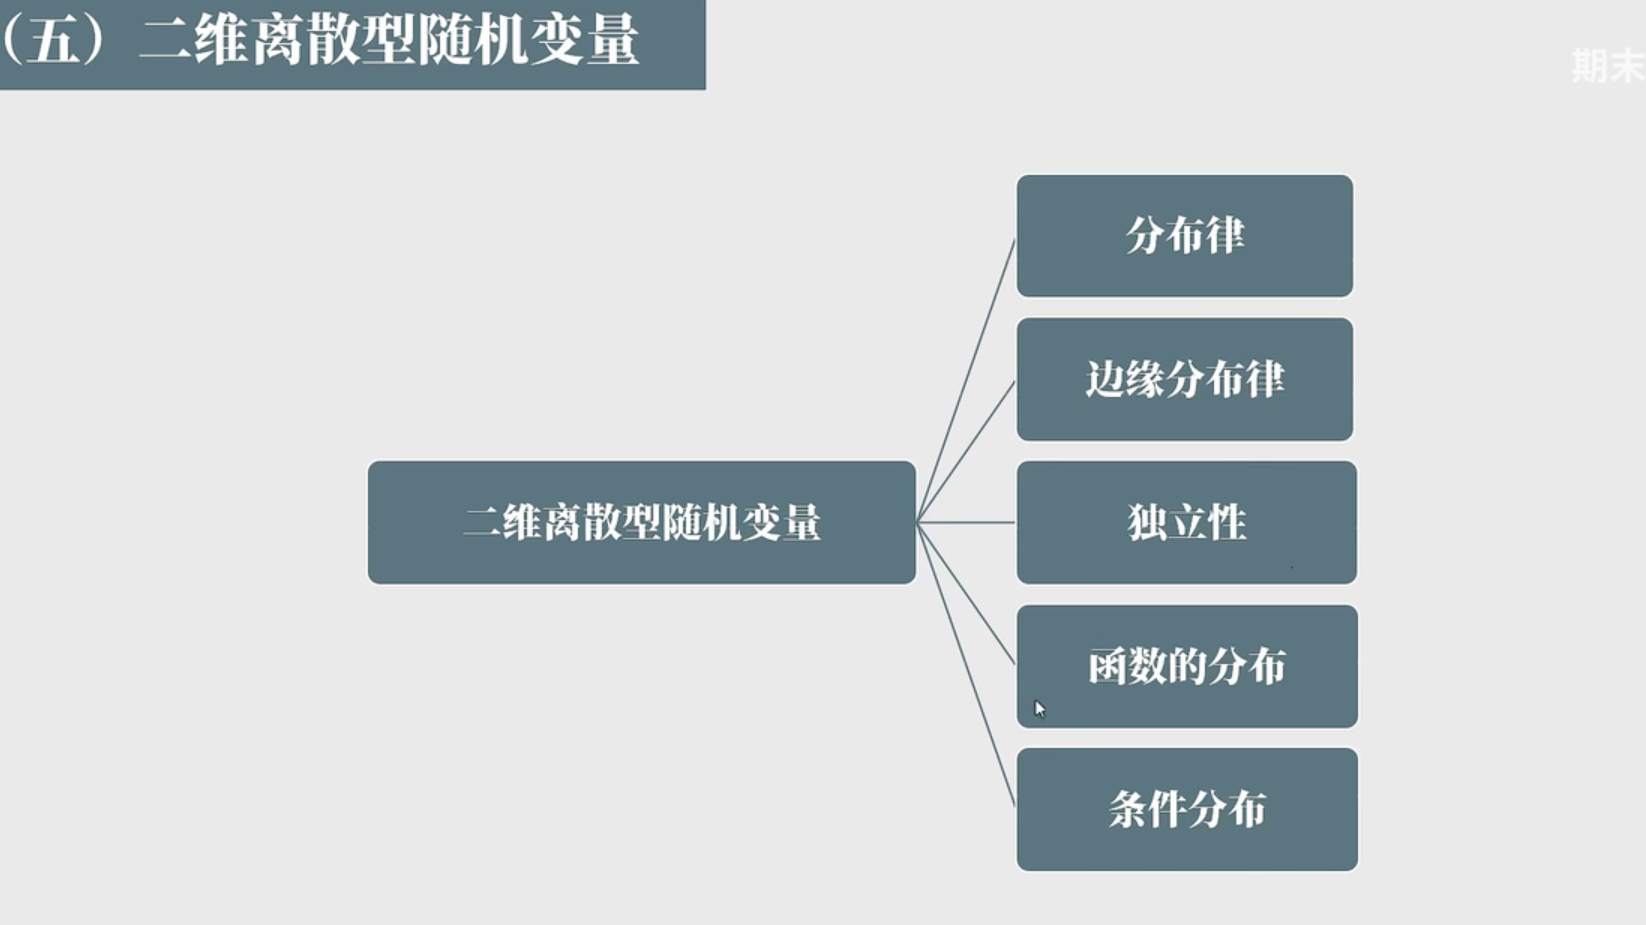 （五）二维离散型随机变量
期末
分布律
边缘分布律
二维离散型随机变量
独立性
函数的分布
条件分布